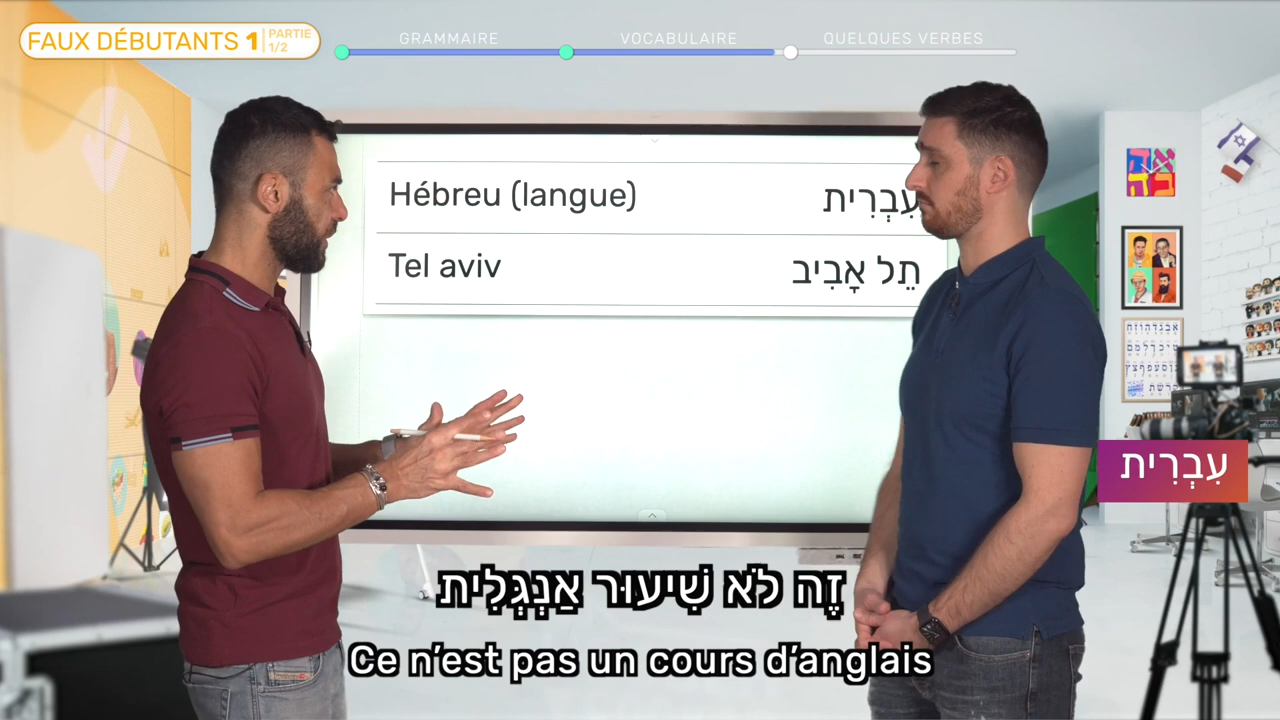 FAUX DÉBUTANTS 1 PARTIE 1/2
GRAMMAIRE
VOCABULAIRE
QUELQUES VERBES
Hébreu (langue) עִבְרִית
Tel aviv תֵל אָבִיב
עִבְרִית
זֶה לֹא שִׁיעוּר אַנְגְלִית
Ce n'est pas un cours d'anglais